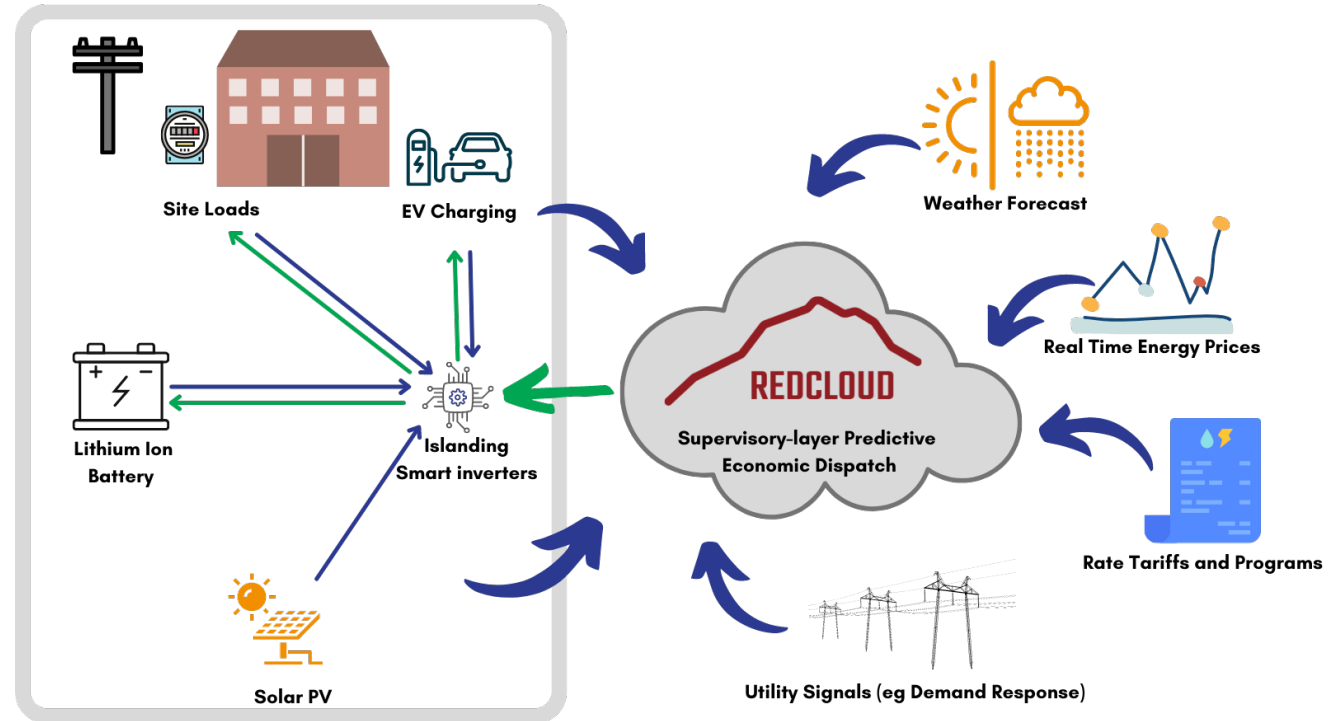 Site Loads
EV Charging
Weather Forecast
Real Time Energy Prices
REDCLOUD
Supervisory-layer Predictive
Economic Dispatch
Lithium Ion
Battery
Islanding
Smart inverters
Rate Tariffs and Programs
Solar PV
Utility Signals (eg Demand Response)